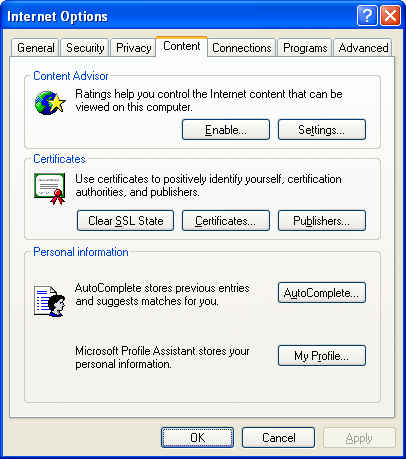 Internet Options
General Security Privacy Content Connections Programs Advanced
Content Advisor
Ratings help you control the Internet content that can be
viewed on this computer.
Enable... Settings...
Certificates
Use certificates to positively identify yourself, certification
authorities, and publishers.
Clear SSL State Certificates... Publishers...
Personal information
AutoComplete stores previous entries
and suggests matches for you.
AutoComplete...
Microsoft Profile Assistant stores your
personal information.
My Profile...
OK Cancel Apply